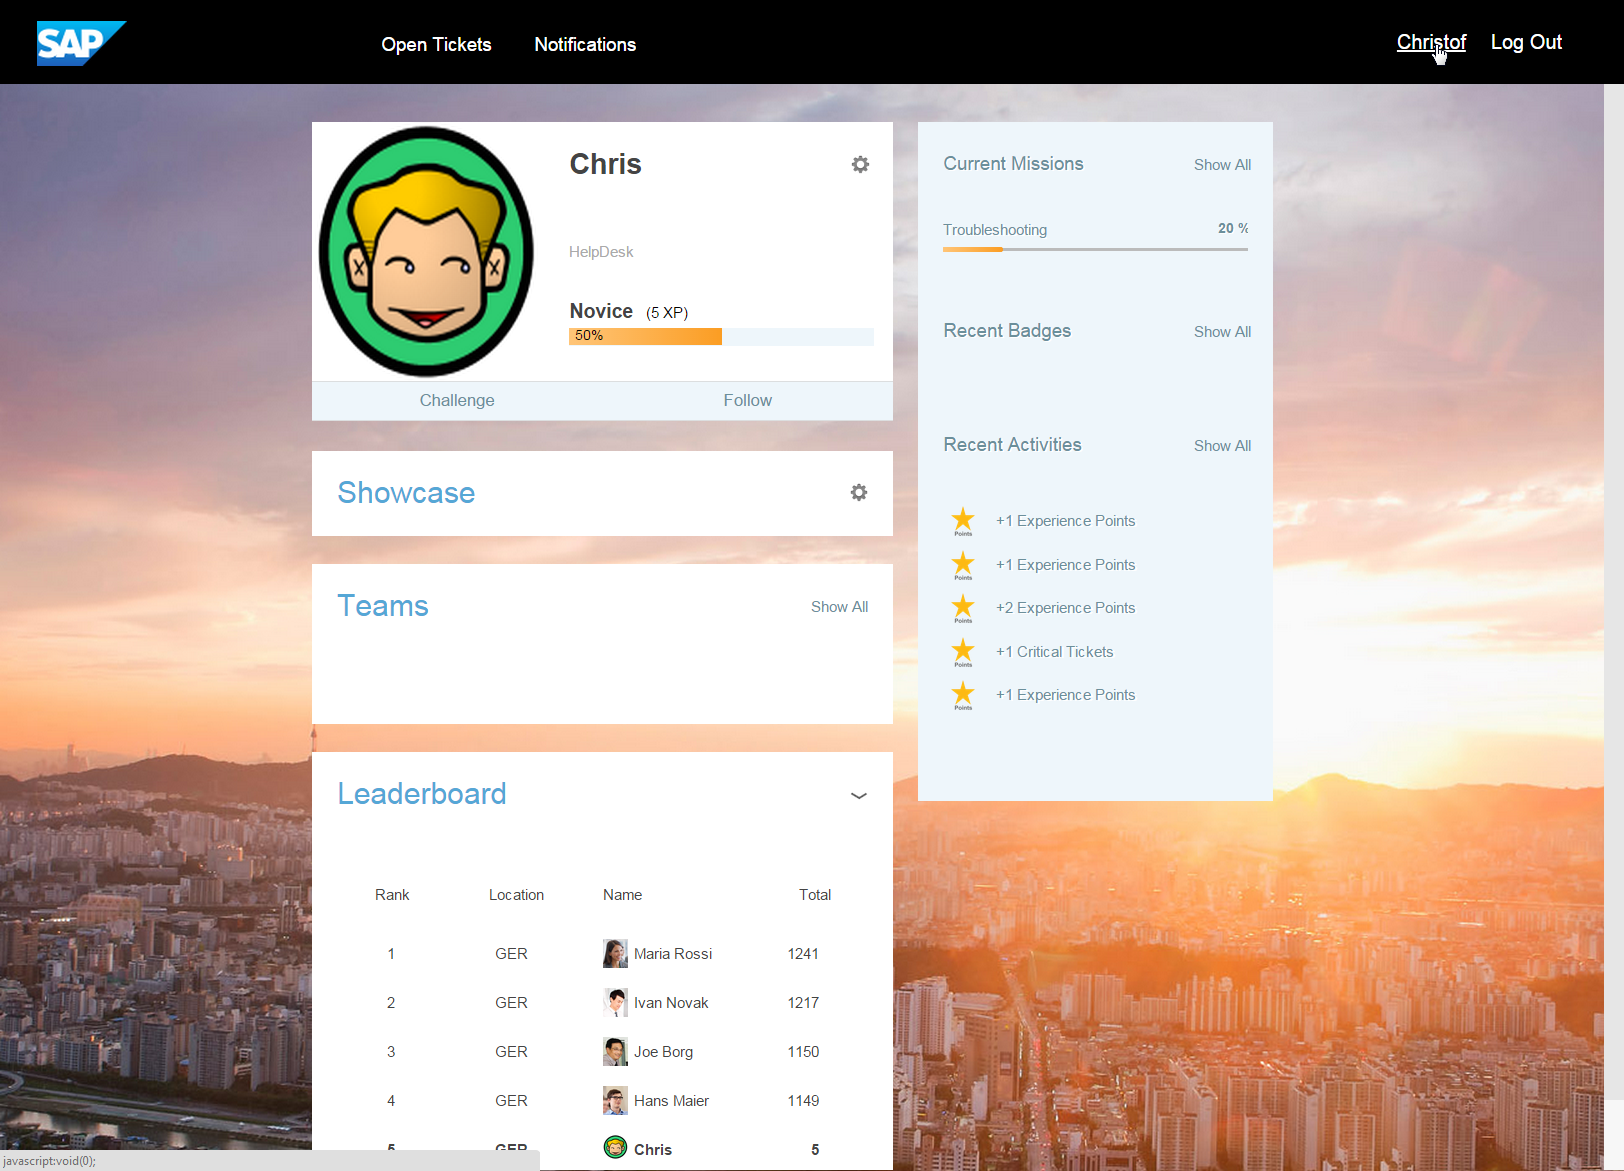 SAP
Open Tickets
Notifications
Christof
Log Out
Chris
HelpDesk
Novice (5 XP)
50%
Challenge
Follow
Showcase
Teams
Show All
Leaderboard
Rank Location Name Total
1 GER Maria Rossi 1241
2 GER Ivan Novak 1217
3 GER Joe Borg 1150
4 GER Hans Maier 1149
5 GER Chris 5
Current Missions Show All
Troubleshooting 20 %
Recent Badges Show All
Recent Activities Show All
Points +1 Experience Points
Points +1 Experience Points
Points +2 Experience Points
Points +1 Critical Tickets
Points +1 Experience Points
javascript:void(0);